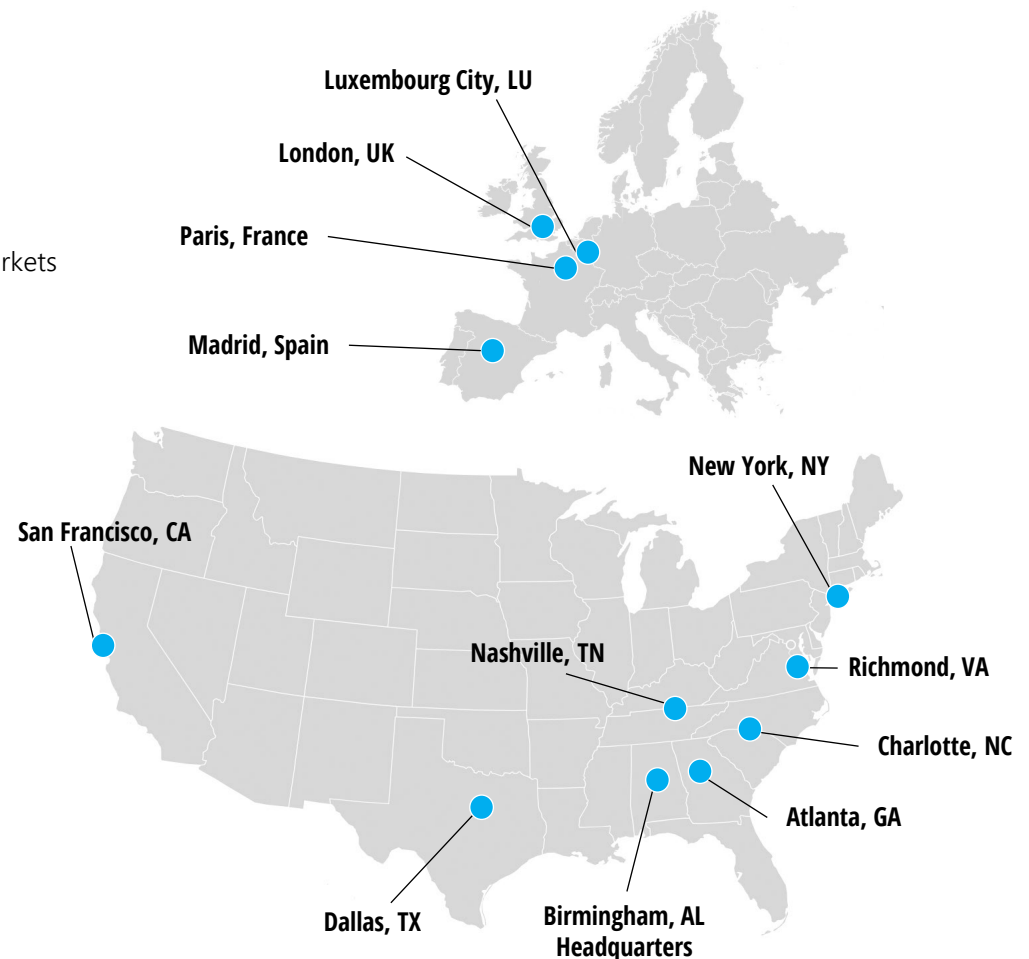 Luxembourg City, LU
London, UK
Paris, France
rkets
Madrid, Spain
New York, NY
San Francisco, CA
Nashville, TN
Richmond, VA
Charlotte, NC
Atlanta, GA
Dallas, TX
Birmingham, AL
Headquarters